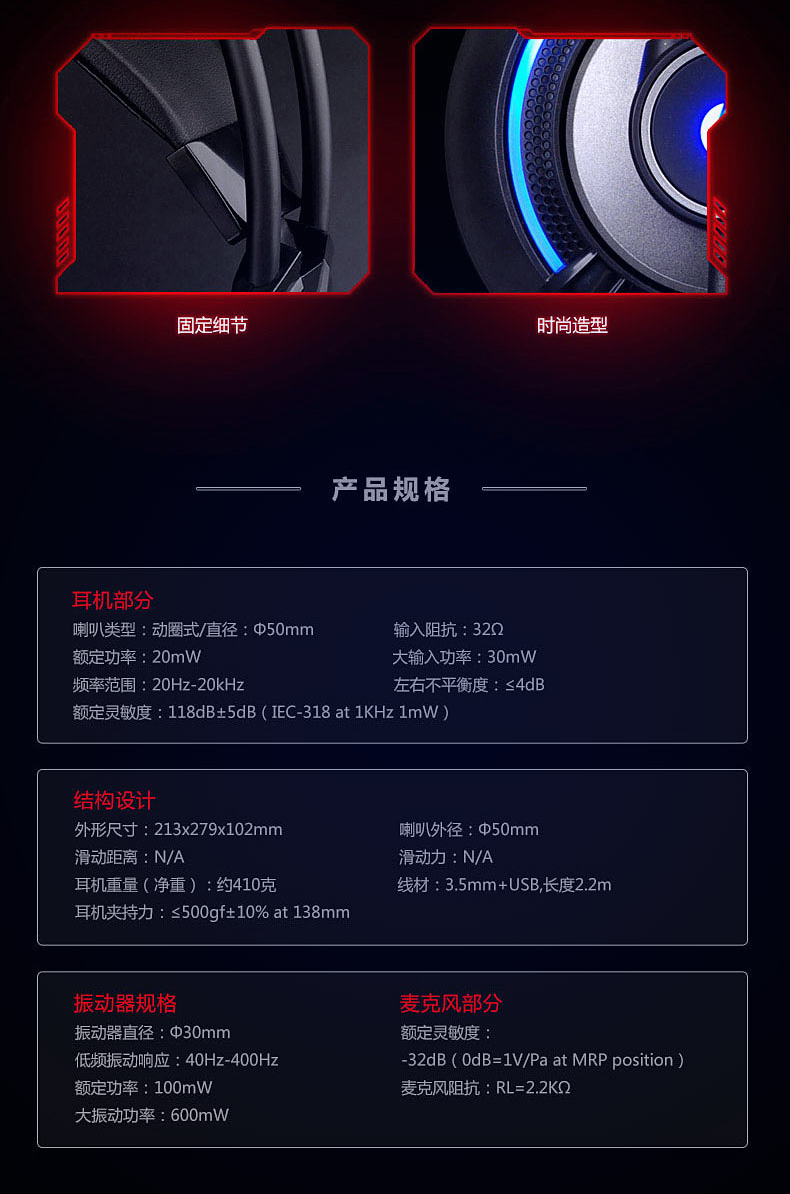 固定细节
时尚造型
产品规格
耳机部分
喇叭类型：动圈式/直径：Φ50mm
输入阻抗：32Ω
额定功率：20mW
大输入功率：30mW
频率范围：20Hz-20kHz
左右不平衡度：≤4dB
额定灵敏度：118dB±5dB（IEC-318 at 1KHz 1mW）
结构设计
外形尺寸：213x279x102mm
喇叭外径：Φ50mm
滑动距离：N/A
滑动力：N/A
耳机重量（净重）：约410克
线材：3.5mm+USB,长度2.2m
耳机夹持力：≤500gf±10% at 138mm
振动器规格
振动器直径：Φ30mm
低频振动响应：40Hz-400Hz
额定功率：100mW
大振动功率：600mW
麦克风部分
额定灵敏度：
-32dB（0dB=1V/Pa at MRP position）
麦克风阻抗：RL=2.2KΩ